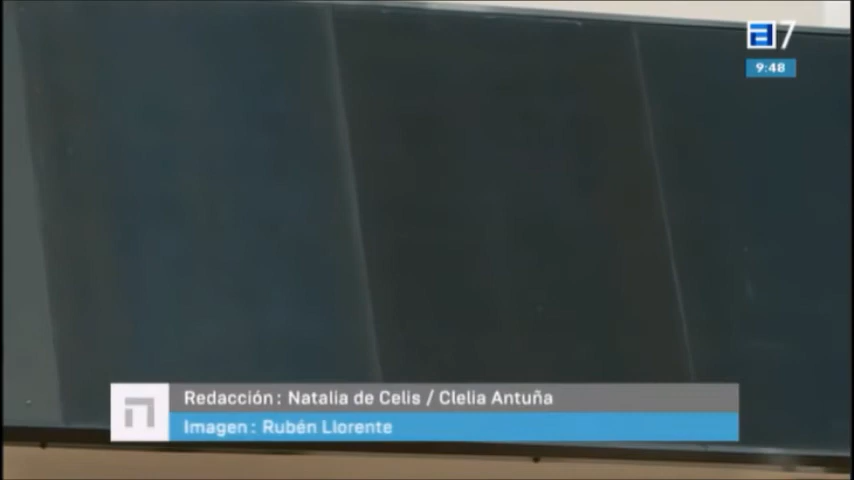 a7
9:48
Redacción: Natalia de Celis / Clelia Antuña
Imagen: Rubén Llorente